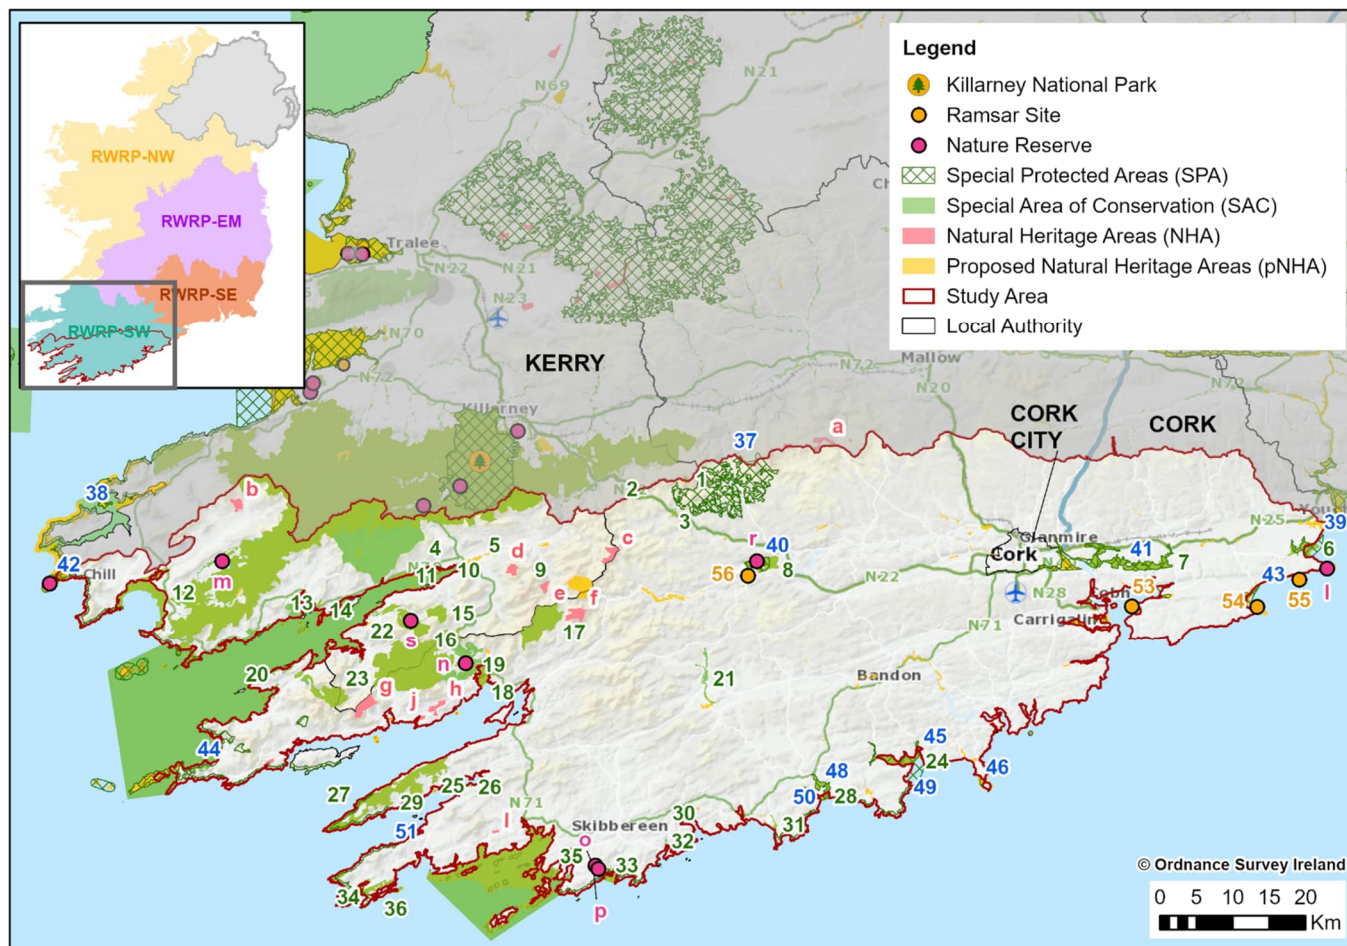 Legend
Killarney National Park
Ramsar Site
Nature Reserve
Special Protected Areas (SPA)
Special Area of Conservation (SAC)
Natural Heritage Areas (NHA)
Proposed Natural Heritage Areas (pNHA)
Study Area
Local Authority
RWRP-NW
RWRP-EM
RWRP-SE
RWRP-SW
N69
N21
Tralee
N22
N21
N23
N70
N72
KERRY
N72
Mallow
N20
Killarney
CORK
CITY
CORK
37
a
38
b
1
2
3
N25
39
Glanmire
Cork
c
r
40
41
7
6
42
4
5
d
9
10
11
m
12
e
f
56
8
N22
N28
53
43
55
54
l
Carrigaline
13
14
15
s
22
16
17
N71
n
19
18
20
23
g
j
h
21
Bandon
44
45
24
46
49
48
50
28
27
25
26
29
51
N71
30
l
Skibbereen
o
31
32
35
33
34
36
p
© Ordnance Survey Ireland
0 5 10 15 20
Km